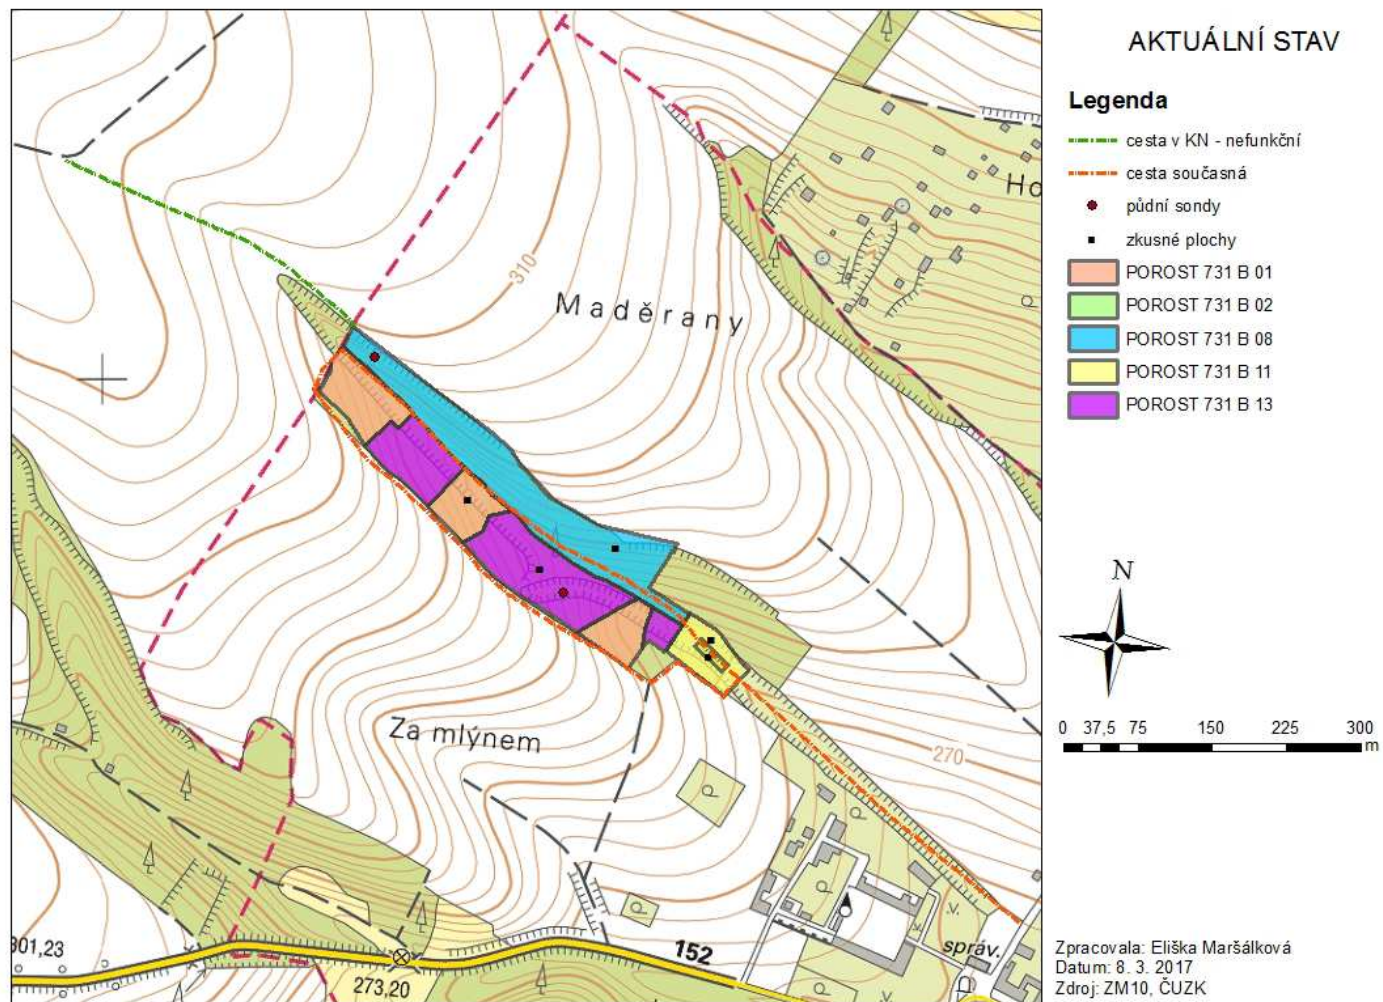 AKTUÁLNÍ STAV
Legenda
cesta v KN - nefunkční
cesta současná
půdní sondy
zkusné plochy
POROST 731 B 01
POROST 731 B 02
POROST 731 B 08
POROST 731 B 11
POROST 731 B 13
Ho
310
Maděrany
N
0 37,5 75 150 225 300
m
Za mlýnem
270
152
správ.
301,23
273,20
Zpracovala: Eliška Maršálková
Datum: 8. 3. 2017
Zdroj: ZM10, ČUZK